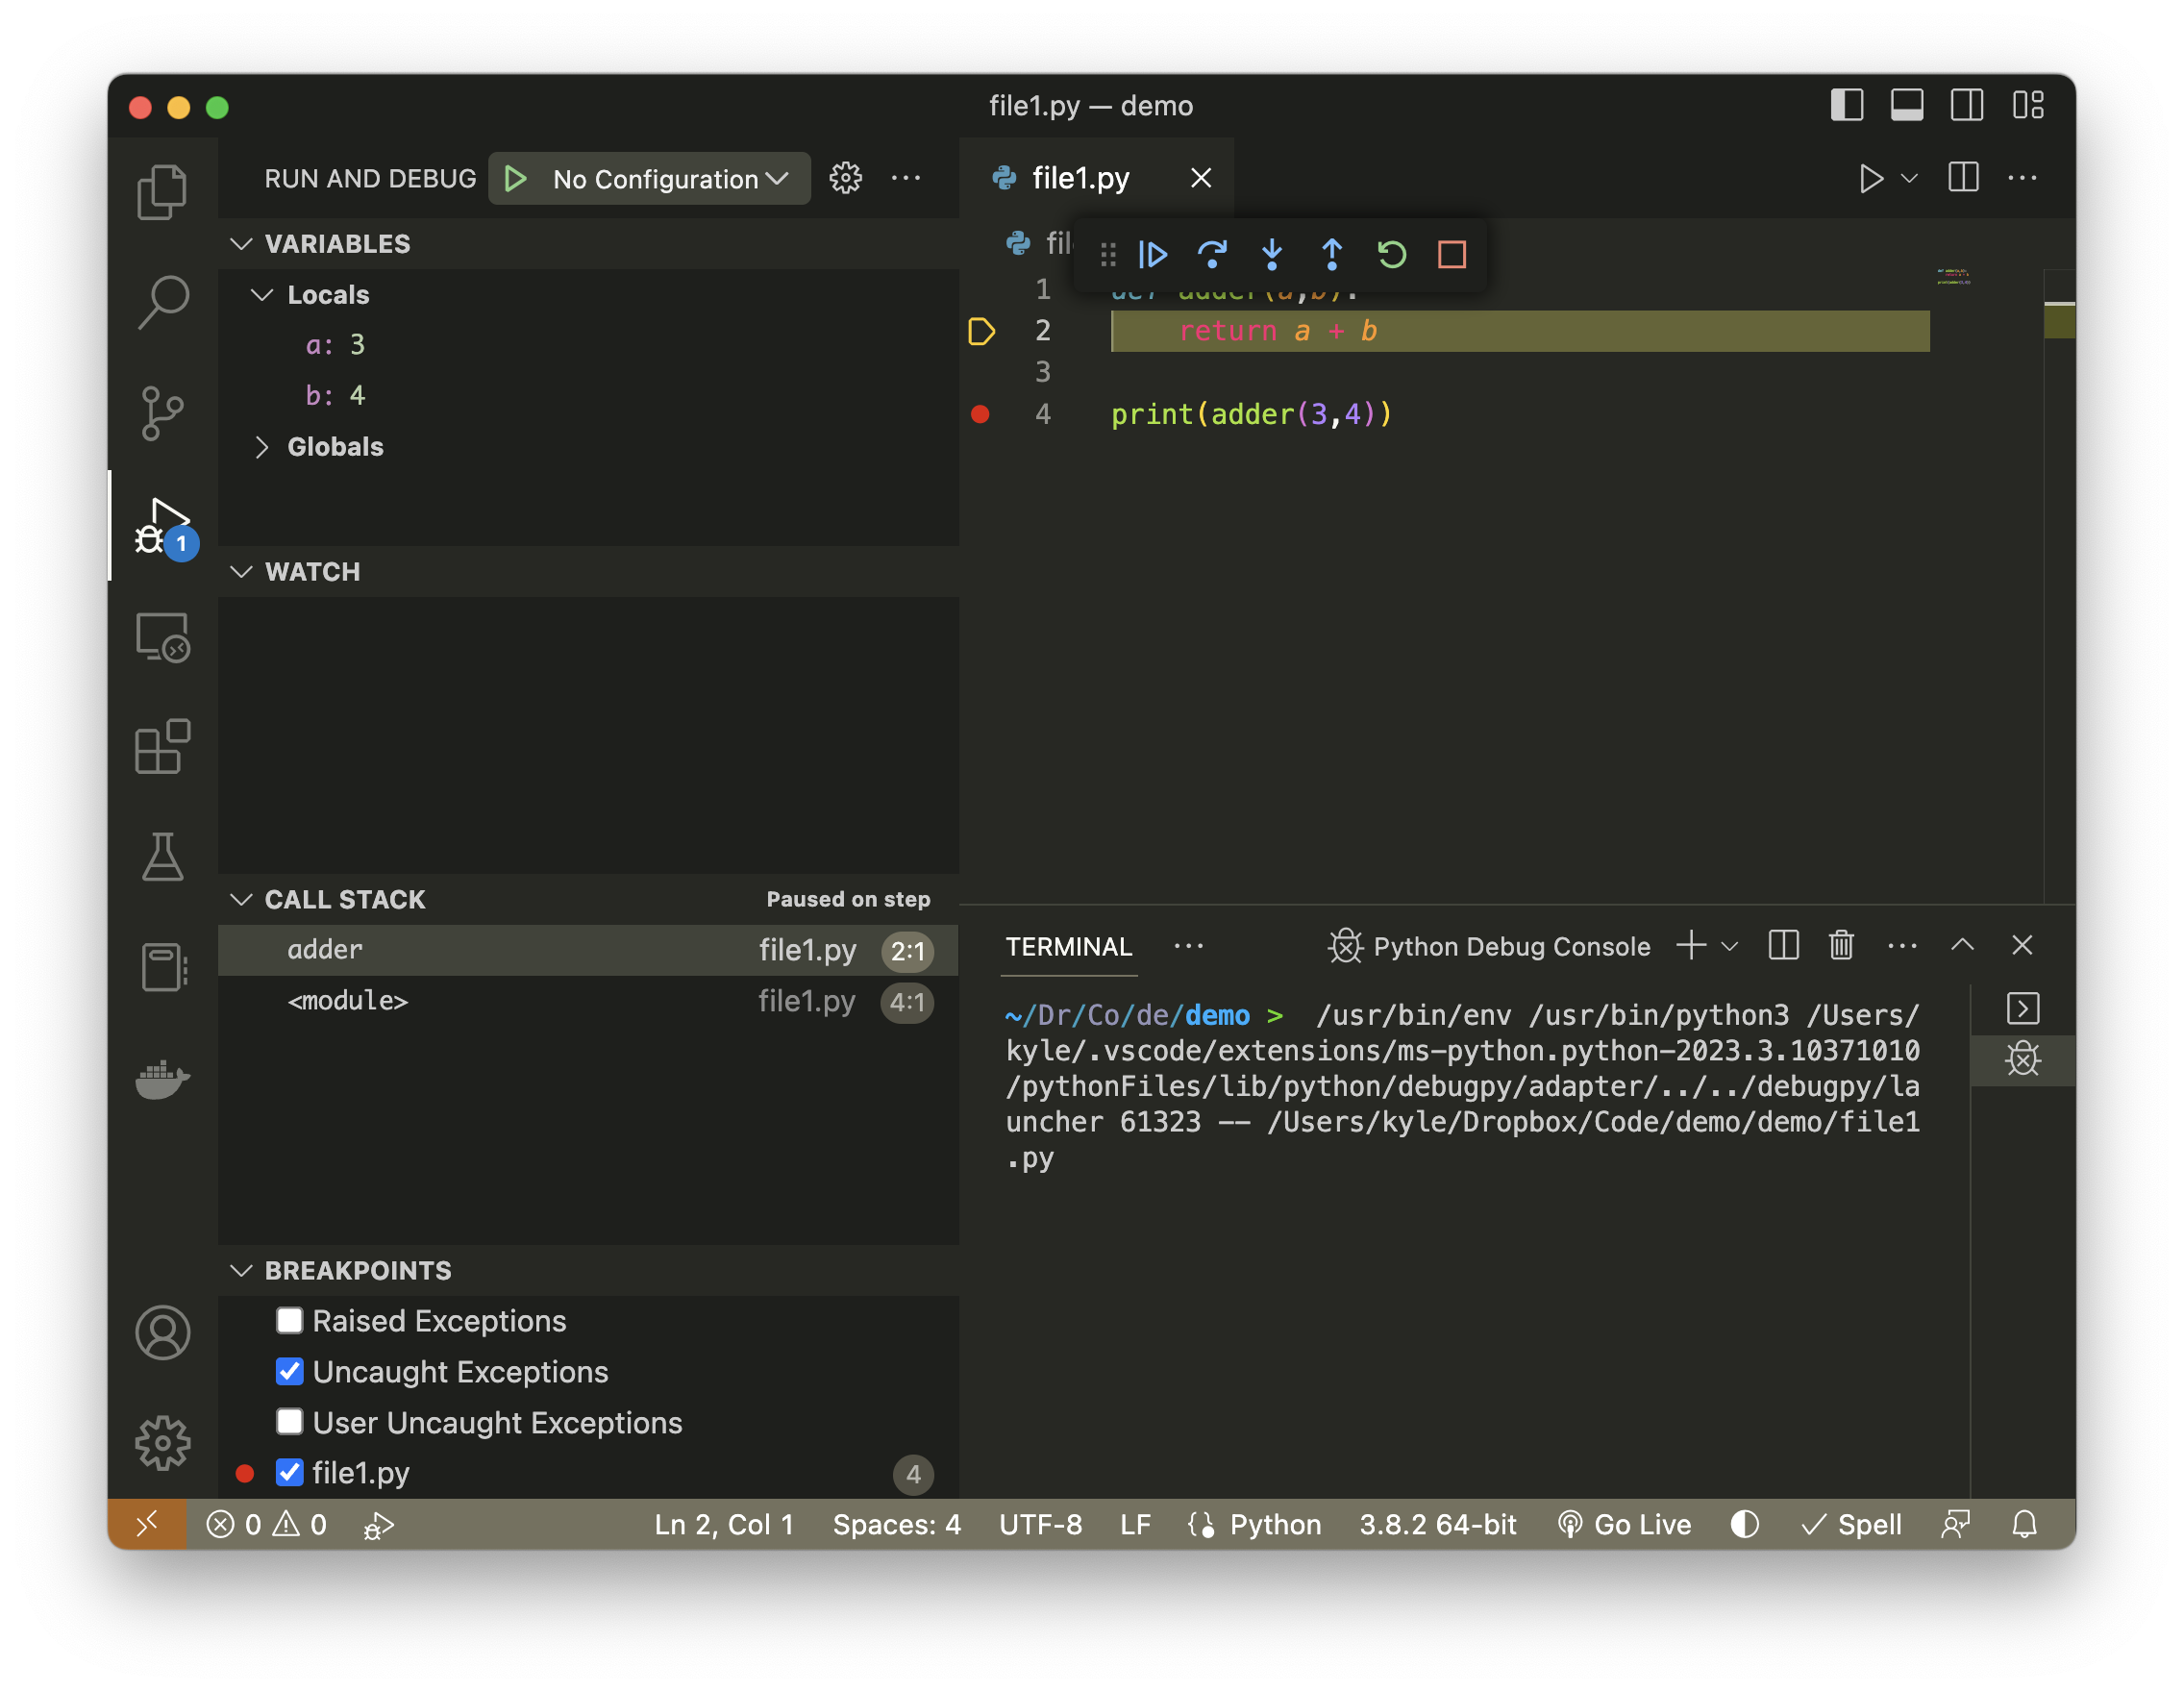 file1.py — demo
RUN AND DEBUG No Configuration
VARIABLES
Locals
a: 3
b: 4
Globals
1
WATCH
CALL STACK Paused on step
adder file1.py 2:1
<module> file1.py 4:1
BREAKPOINTS
Raised Exceptions
Uncaught Exceptions
User Uncaught Exceptions
file1.py 4
file1.py
1 def adder(a,b):
2 return a + b
3
4 print(adder(3,4))
TERMINAL Python Debug Console
~/Dr/Co/de/demo > /usr/bin/env /usr/bin/python3 /Users/
kyle/.vscode/extensions/ms-python.python-2023.3.10371010
/pythonFiles/lib/python/debugpy/adapter/../../debugpy/la
uncher 61323 -- /Users/kyle/Dropbox/Code/demo/demo/file1
.py
0 0 Ln 2, Col 1 Spaces: 4 UTF-8 LF Python 3.8.2 64-bit Go Live Spell